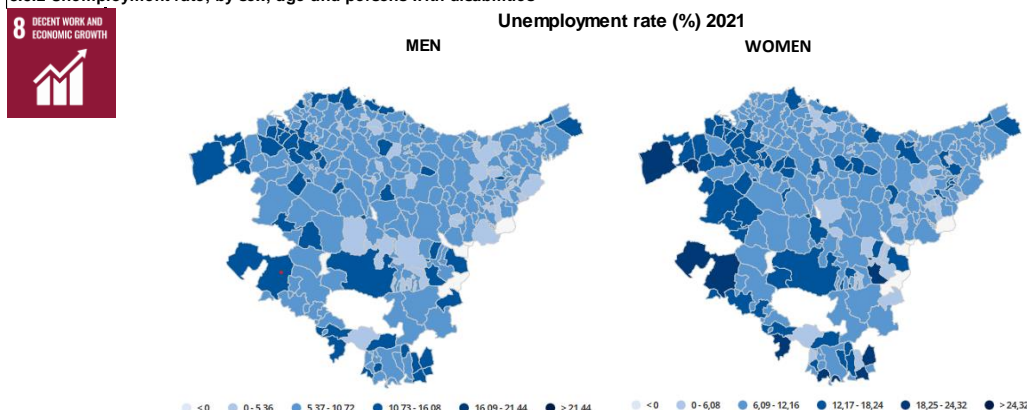 8.5.2 Unemployment rate, by sex, age and persons with disabilities
8 DECENT WORK AND
ECONOMIC GROWTH
Unemployment rate (%) 2021
MEN
WOMEN
< 0 0 - 5,36 5,37 - 10,72 10,73 - 16,08 16,09 - 21,44 > 21,44
< 0 0 - 6,08 6,09 - 12,16 12,17 - 18,24 18,25 - 24,32 > 24,32